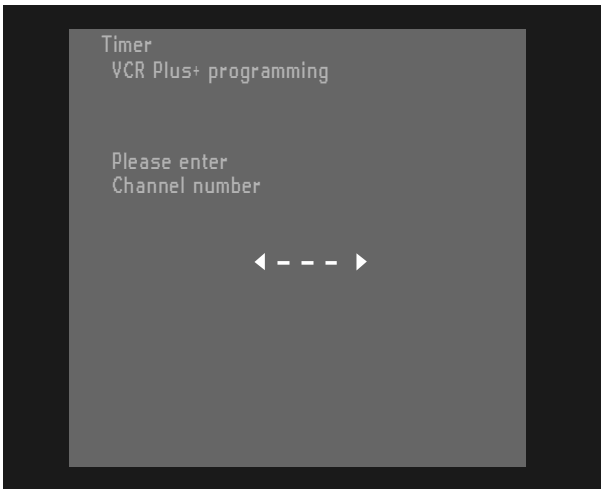 Timer
VCR Plus+ programming
Please enter
Channel number
◀ - - - ▶